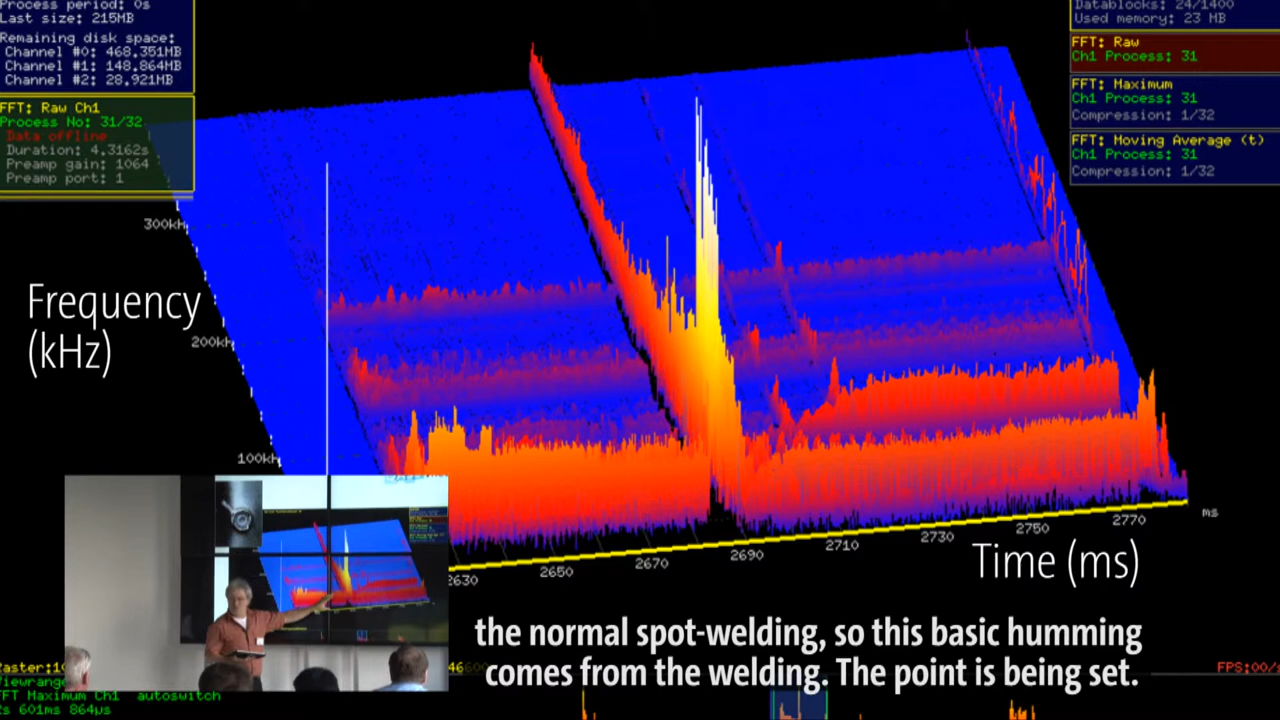 Process period: 0s
Last size: 215MB
Remaining disk space:
Channel #0: 468.351MB
Channel #1: 148.864MB
Channel #2: 28.921MB
FFT: Raw Ch1
Process No: 31/32
Data offline
Duration: 4.3162s
Preamp gain: 1064
Preamp port: 1
Datablocks: 24/1400
Used memory: 23 MB
FFT: Raw
Ch1 Process: 31
FFT: Maximum
Ch1 Process: 31
Compression: 1/32
FFT: Moving Average (t)
Ch1 Process: 31
Compression: 1/32
300kH
Frequency
(kHz)
200kH
100kH
2630
2650
2670
2690
2710
2730
2750
2770
ms
Time (ms)
the normal spot-welding, so this basic humming
comes from the welding. The point is being set.
FFT Maximum Ch1 autoswitch
2s 601ms 864µs